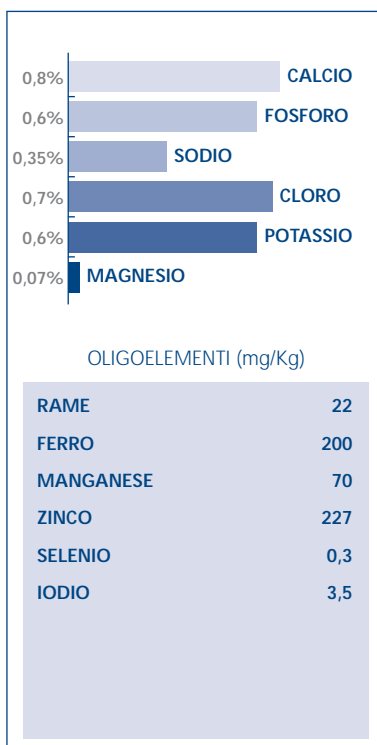 0,8% CALCIO
0,6% FOSFORO
0,35% SODIO
0,7% CLORO
0,6% POTASSIO
0,07% MAGNESIO
OLIGOELEMENTI (mg/Kg)
RAME 22
FERRO 200
MANGANESE 70
ZINCO 227
SELENIO 0,3
IODIO 3,5